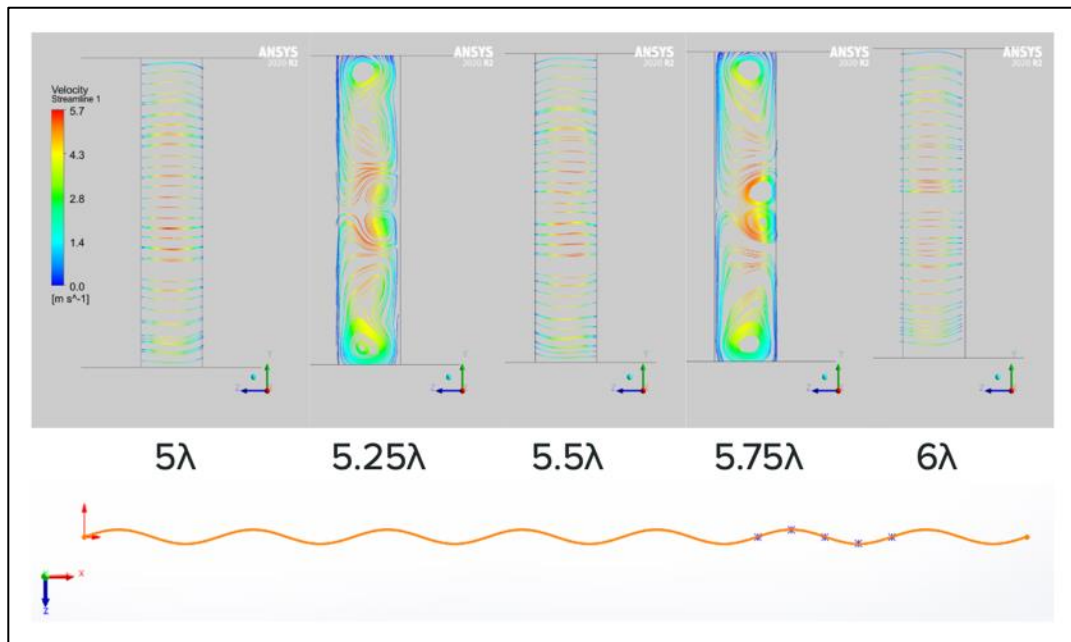 ANSYS
2020 R2
ANSYS
2020 R2
ANSYS
2020 R2
ANSYS
2020 R2
ANSYS
2020 R2
Velocity
Streamline 1
5.7
4.3
2.8
1.4
0.0
[m s^-1]
Y
Z
Y
Z
Y
Z
Y
Z
Y
Z
5λ
5.25λ
5.5λ
5.75λ
6λ
X
Z